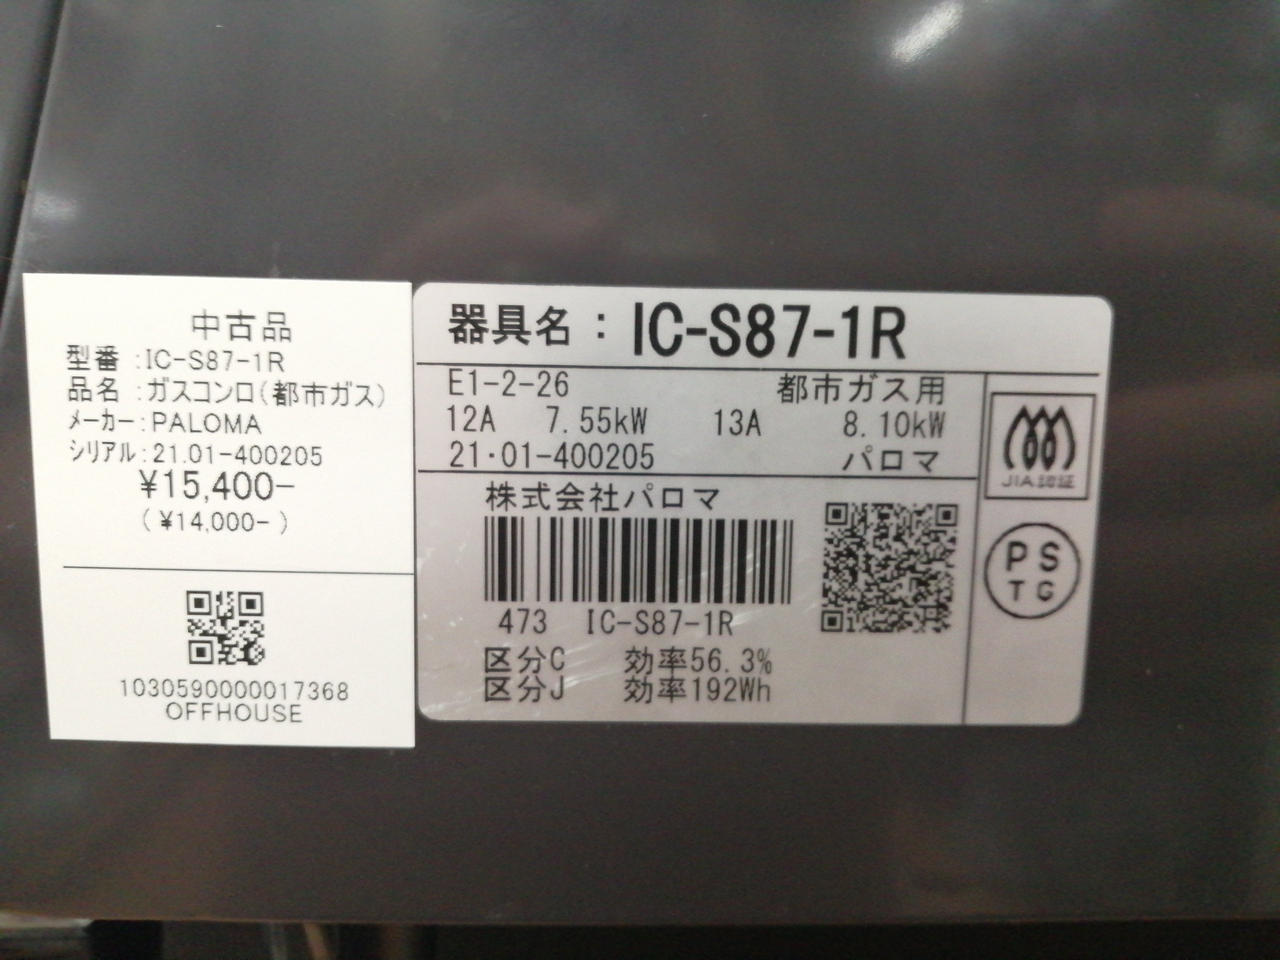 中古品
型番 :IC-S87-1R
品名 :ガスコンロ(都市ガス)
メーカー:PALOMA
シリアル:21.01-400205
¥15,400-
(¥14,000-)
1030590000017368
OFFHOUSE
器具名：IC-S87-1R
E1-2-26 都市ガス用
12A 7.55kW 13A 8.10kW
21・01-400205 パロマ
株式会社パロマ
473 IC-S87-1R
区分C 効率56.3%
区分J 効率192Wh
JIA認証
PS
TG